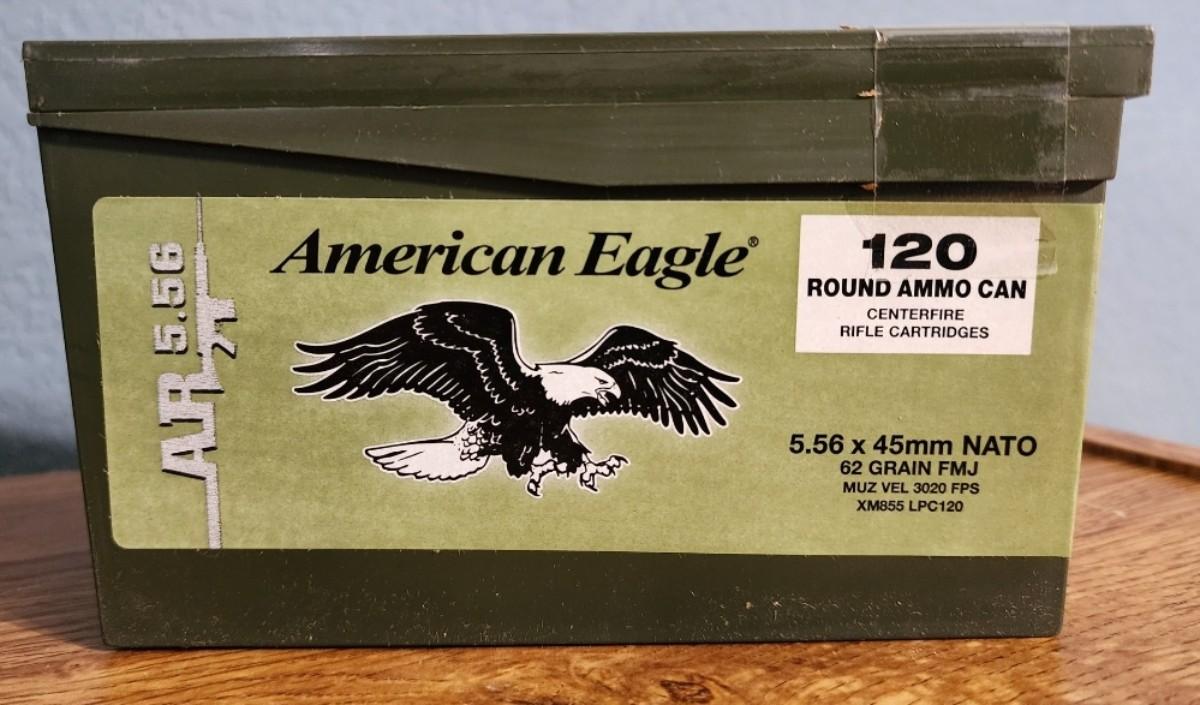 AR 5.56
American Eagle®
120
ROUND AMMO CAN
CENTERFIRE
RIFLE CARTRIDGES
5.56 x 45mm NATO
62 GRAIN FMJ
MUZ VEL 3020 FPS
XM855 LPC120